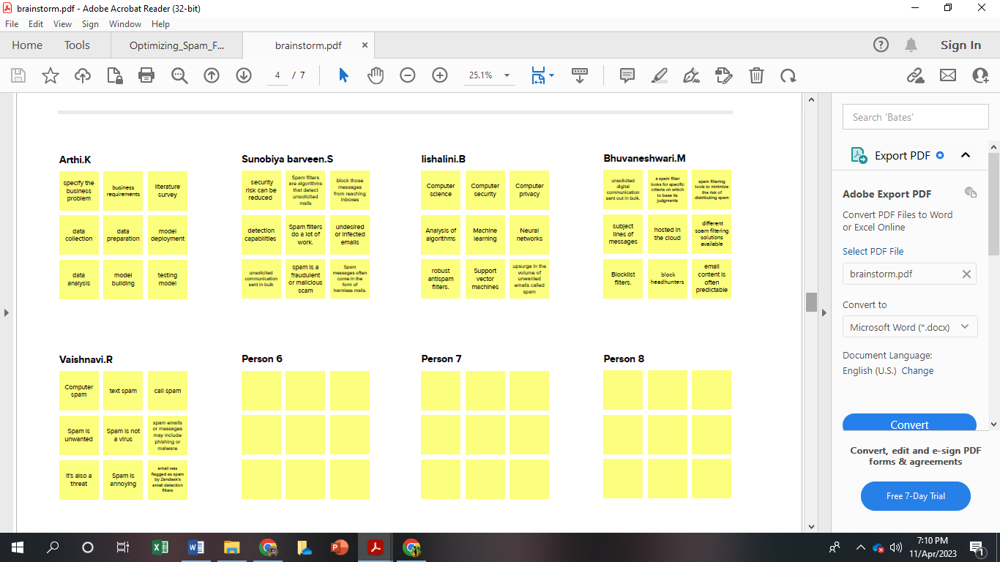 brainstorm.pdf - Adobe Acrobat Reader (32-bit)
File Edit View Sign Window Help
Home Tools Optimizing_Spam_F... brainstorm.pdf × Sign In
4 / 7 25.1%
Search 'Bates'
Export PDF
Adobe Export PDF
Convert PDF Files to Word
or Excel Online
Select PDF File
brainstorm.pdf
Convert to
Microsoft Word (*.docx)
Document Language:
English (U.S.) Change
Convert
Convert, edit and e-sign PDF
forms & agreements
Free 7-Day Trial
Arthi.K
specify the
business
problem
business
requirements
literature
survey
data
collection
data
preparation
model
deployment
data
analysis
model
building
testing
model
Sunobiya barveen.S
security
risk can be
reduced
Spam filters
are algorithms
that detect
unsolicited
mails
block those
messages
from reaching
inboxes
detection
capabilities
Spam filters
do a lot of
work.
undesired
or infected
emails
unsolicited
communication
sent in bulk
spam is a
fraudulent
or malicious
scam
Spam
messages often
come in the
form of
harmless mails.
lishalini.B
Computer
science
Computer
security
Computer
privacy
Analysis of
algorithms
Machine
learning
Neural
networks
robust
antispam
filters.
Support
vector
machines
upsurge in the
volume of
unwanted
emails called
spam
Bhuvaneshwari.M
unsolicited
digital
communication
sent out in bulk.
a spam filter
looks for specific
criteria on which
to base its
judgments
spam filtering
tools to minimize
the risk of
distributing spam
subject
lines of
messages
hosted in
the cloud
different
spam filtering
solutions
available
Blocklist
filters.
block
headhunters
email
content is
often
predictable
Vaishnavi.R
Computer
spam
text spam
call spam
Spam is
unwanted
Spam is not
a virus
spam emails
or messages
may include
phishing or
malware
It's also a
threat
Spam is
annoying
email was
flagged as spam
by Zendesk's
email detection
filters
Person 6
Person 7
Person 8
7:10 PM
11/Apr/2023
1